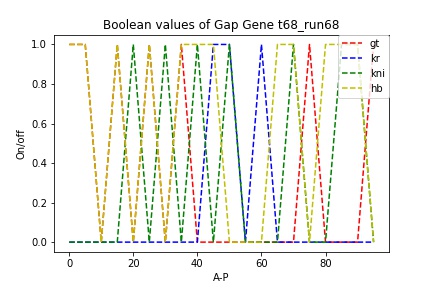 Boolean values of Gap Gene t68_run68
gt
kr
kni
hb
1.0
0.8
0.6
0.4
0.2
0.0
On/off
0 20 40 60 80
A-P